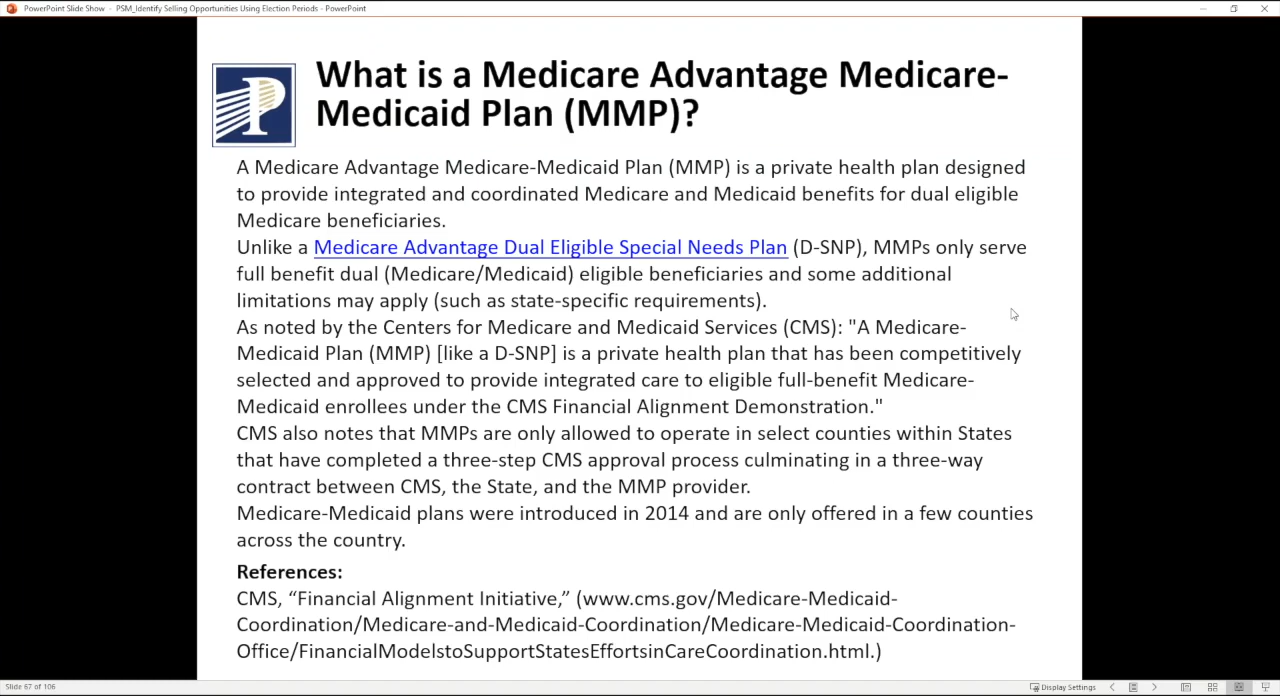 PowerPoint Slide Show - PSM_Identify Selling Opportunities Using Election Periods - PowerPoint
P
What is a Medicare Advantage Medicare-
Medicaid Plan (MMP)?
A Medicare Advantage Medicare-Medicaid Plan (MMP) is a private health plan designed
to provide integrated and coordinated Medicare and Medicaid benefits for dual eligible
Medicare beneficiaries.
Unlike a Medicare Advantage Dual Eligible Special Needs Plan (D-SNP), MMPs only serve
full benefit dual (Medicare/Medicaid) eligible beneficiaries and some additional
limitations may apply (such as state-specific requirements).
As noted by the Centers for Medicare and Medicaid Services (CMS): "A Medicare-
Medicaid Plan (MMP) [like a D-SNP] is a private health plan that has been competitively
selected and approved to provide integrated care to eligible full-benefit Medicare-
Medicaid enrollees under the CMS Financial Alignment Demonstration."
CMS also notes that MMPs are only allowed to operate in select counties within States
that have completed a three-step CMS approval process culminating in a three-way
contract between CMS, the State, and the MMP provider.
Medicare-Medicaid plans were introduced in 2014 and are only offered in a few counties
across the country.
References:
CMS, “Financial Alignment Initiative,” (www.cms.gov/Medicare-Medicaid-
Coordination/Medicare-and-Medicaid-Coordination/Medicare-Medicaid-Coordination-
Office/FinancialModelstoSupportStatesEffortsinCareCoordination.html.)
Slide 67 of 106
Display Settings